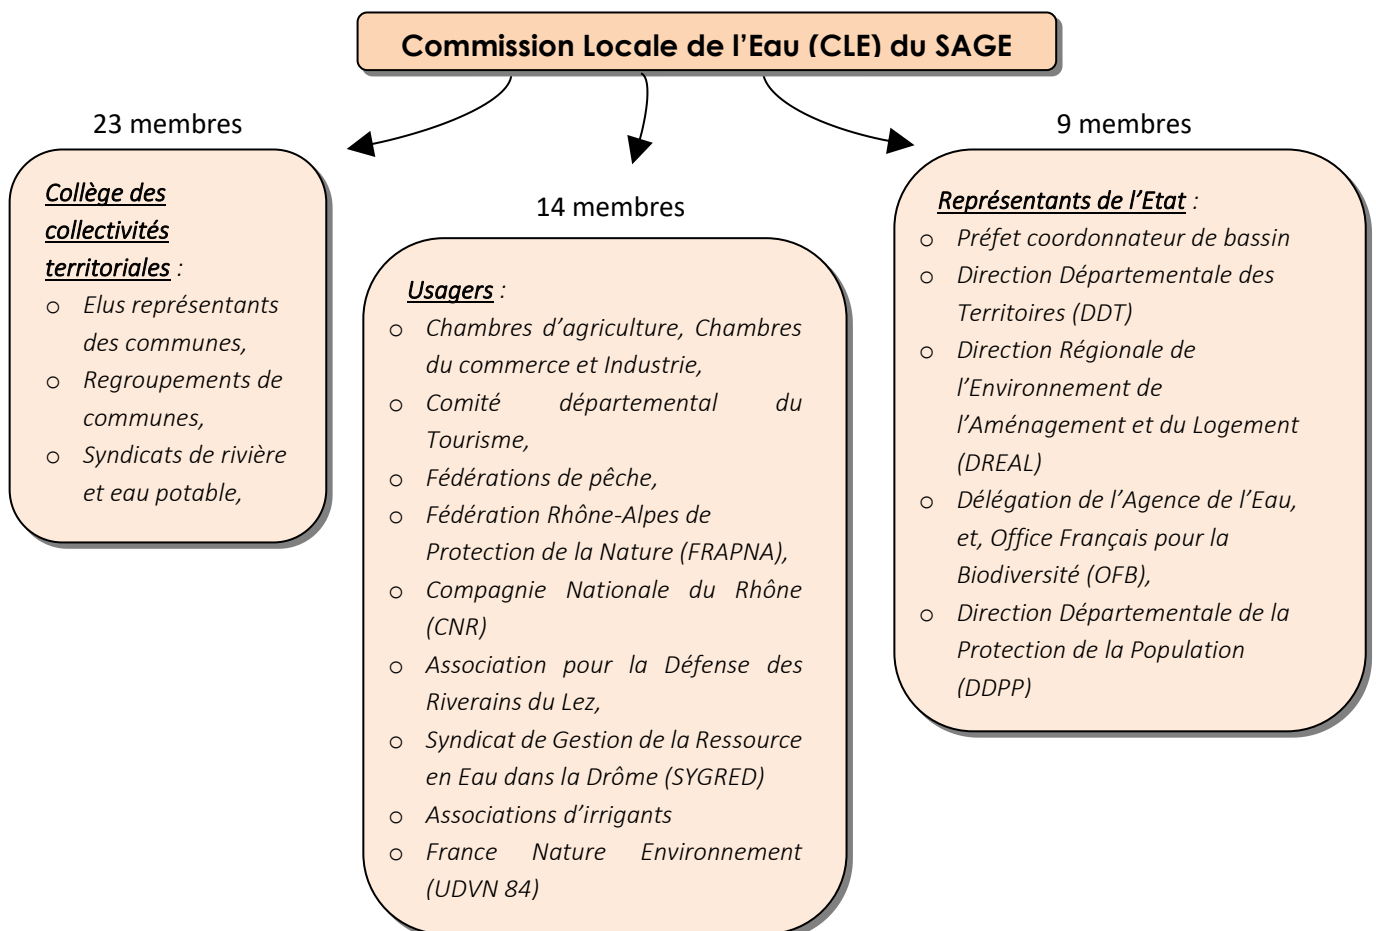 Commission Locale de l’Eau (CLE) du SAGE
23 membres
Collège des
collectivités
territoriales :
o Elus représentants
des communes,
o Regroupements de
communes,
o Syndicats de rivière
et eau potable,
14 membres
Usagers :
o Chambres d’agriculture, Chambres
du commerce et Industrie,
o Comité départemental du
Tourisme,
o Fédérations de pêche,
o Fédération Rhône-Alpes de
Protection de la Nature (FRAPNA),
o Compagnie Nationale du Rhône
(CNR)
o Association pour la Défense des
Riverains du Lez,
o Syndicat de Gestion de la Ressource
en Eau dans la Drôme (SYGRED)
o Associations d’irrigants
o France Nature Environnement
(UDVN 84)
9 membres
Représentants de l’Etat :
o Préfet coordonnateur de bassin
o Direction Départementale des
Territoires (DDT)
o Direction Régionale de
l’Environnement de
l’Aménagement et du Logement
(DREAL)
o Délégation de l’Agence de l’Eau,
et, Office Français pour la
Biodiversité (OFB),
o Direction Départementale de la
Protection de la Population
(DDPP)